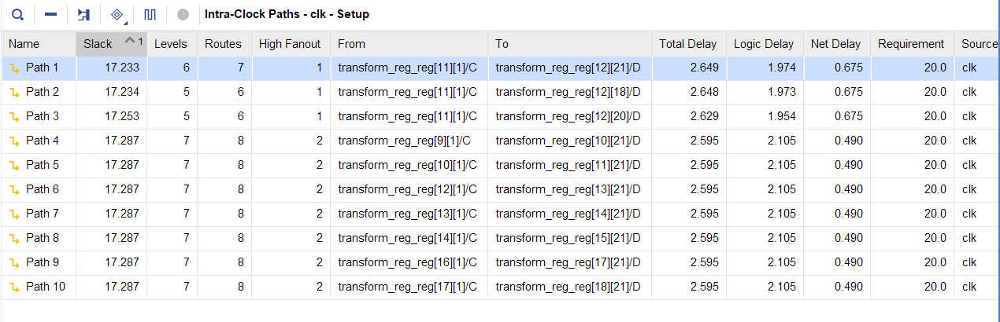 Intra-Clock Paths - clk - Setup
Name Slack 1 Levels Routes High Fanout From To Total Delay Logic Delay Net Delay Requirement Source
Path 1 17.233 6 7 1 transform_reg_reg[11][1]/C transform_reg_reg[12][21]/D 2.649 1.974 0.675 20.0 clk
Path 2 17.234 5 6 1 transform_reg_reg[11][1]/C transform_reg_reg[12][18]/D 2.648 1.973 0.675 20.0 clk
Path 3 17.253 5 6 1 transform_reg_reg[11][1]/C transform_reg_reg[12][20]/D 2.629 1.954 0.675 20.0 clk
Path 4 17.287 7 8 2 transform_reg_reg[9][1]/C transform_reg_reg[10][21]/D 2.595 2.105 0.490 20.0 clk
Path 5 17.287 7 8 2 transform_reg_reg[10][1]/C transform_reg_reg[11][21]/D 2.595 2.105 0.490 20.0 clk
Path 6 17.287 7 8 2 transform_reg_reg[12][1]/C transform_reg_reg[13][21]/D 2.595 2.105 0.490 20.0 clk
Path 7 17.287 7 8 2 transform_reg_reg[13][1]/C transform_reg_reg[14][21]/D 2.595 2.105 0.490 20.0 clk
Path 8 17.287 7 8 2 transform_reg_reg[14][1]/C transform_reg_reg[15][21]/D 2.595 2.105 0.490 20.0 clk
Path 9 17.287 7 8 2 transform_reg_reg[16][1]/C transform_reg_reg[17][21]/D 2.595 2.105 0.490 20.0 clk
Path 10 17.287 7 8 2 transform_reg_reg[17][1]/C transform_reg_reg[18][21]/D 2.595 2.105 0.490 20.0 clk